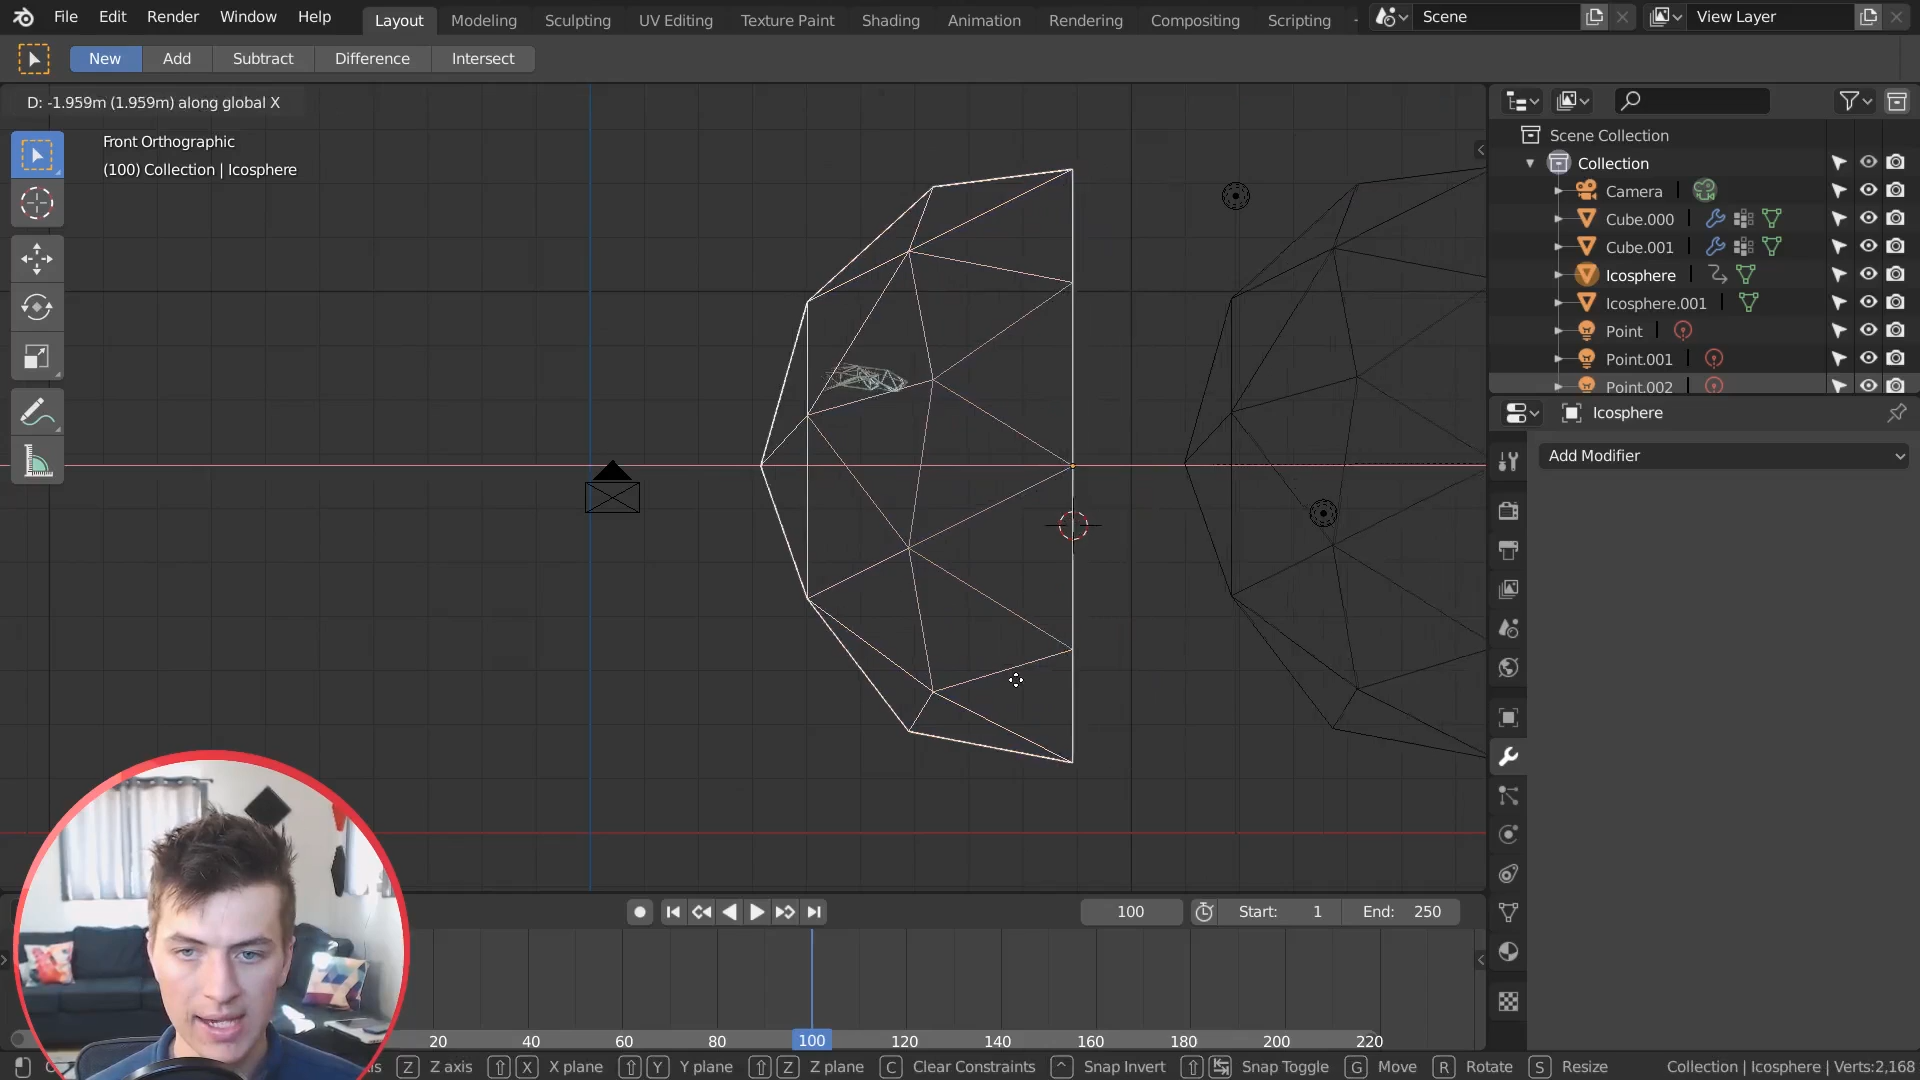 File Edit Render Window Help
Layout Modeling Sculpting UV Editing Texture Paint Shading Animation Rendering Compositing Scripting
Scene
View Layer
New Add Subtract Difference Intersect
D: -1.959m (1.959m) along global X
Front Orthographic
(100) Collection | Icosphere
Scene Collection
Collection
Camera
Cube.000
Cube.001
Icosphere
Icosphere.001
Point
Point.001
Point.002
Icosphere
Add Modifier
100
Start: 1
End: 250
20 40 60 80 100 120 140 160 180 200 220
Z Z axis X X plane Y Y plane Z Z plane C Clear Constraints ^ Snap Invert Snap Toggle G Move R Rotate S Resize
Collection | Icosphere | Verts:2,168